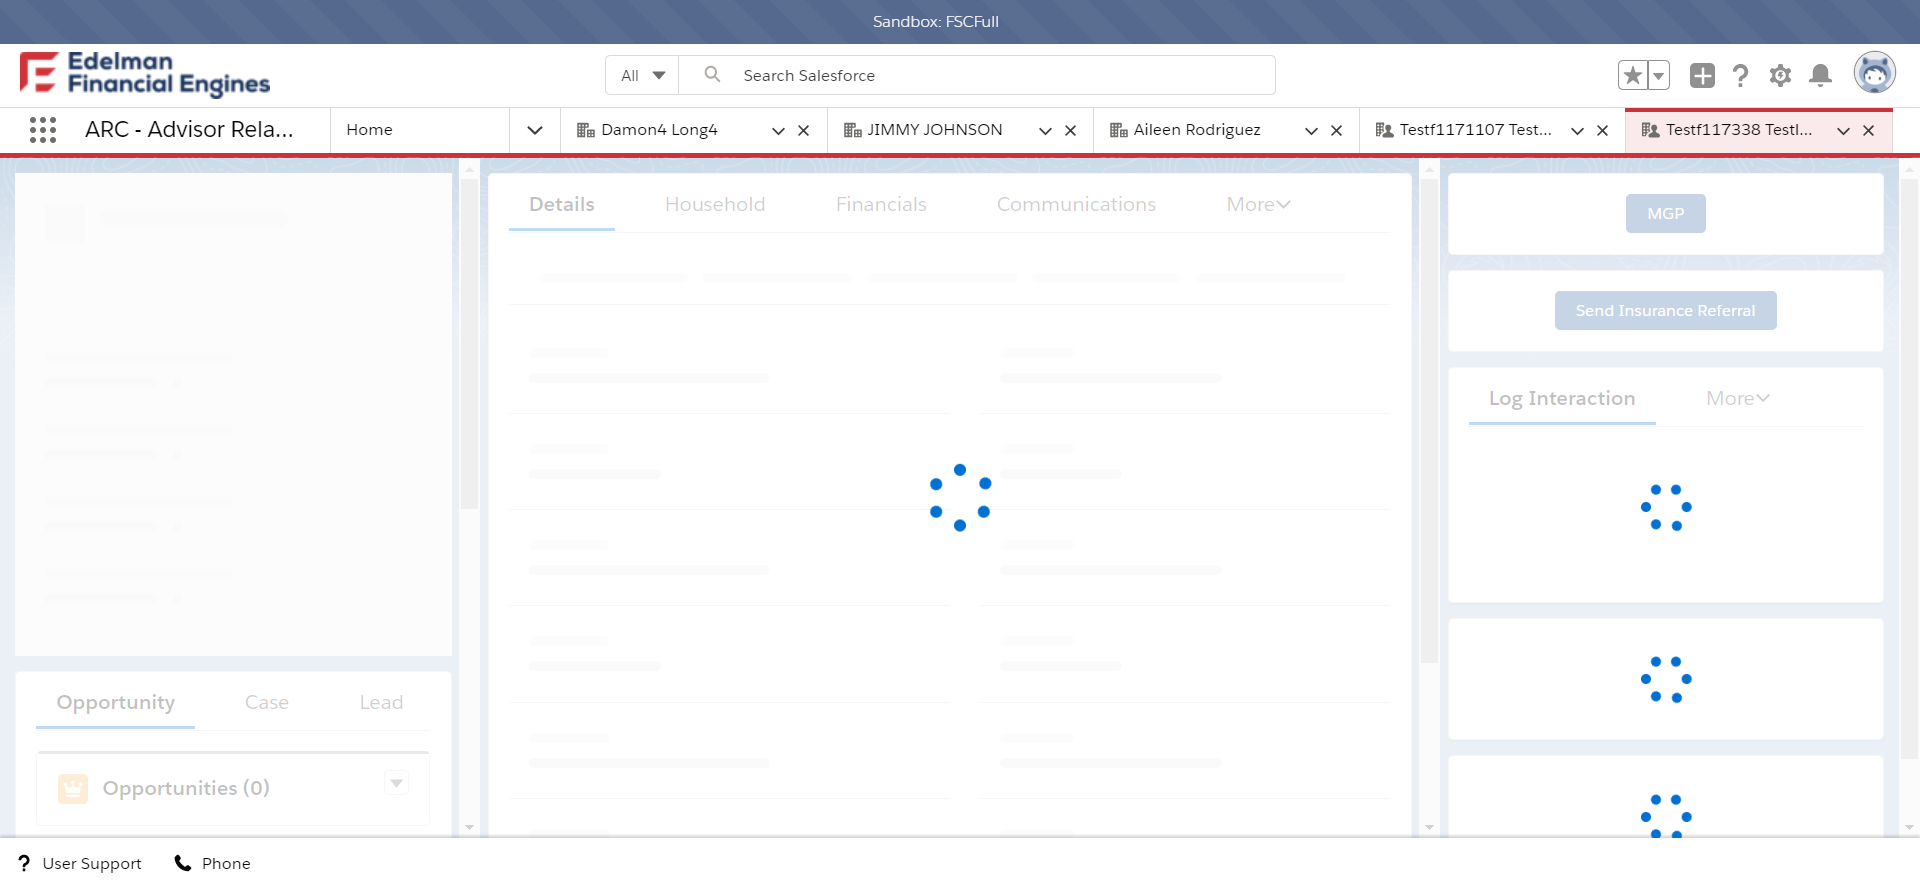 Sandbox: FSCFull
Edelman
Financial Engines
All
Search Salesforce
ARC - Advisor Rela...
Home
Damon4 Long4
JIMMY JOHNSON
Aileen Rodriguez
Testf1171107 Test...
Testf117338 Testl...
Details
Household
Financials
Communications
More
MGP
Send Insurance Referral
Log Interaction
More
Opportunity
Case
Lead
Opportunities (0)
User Support
Phone